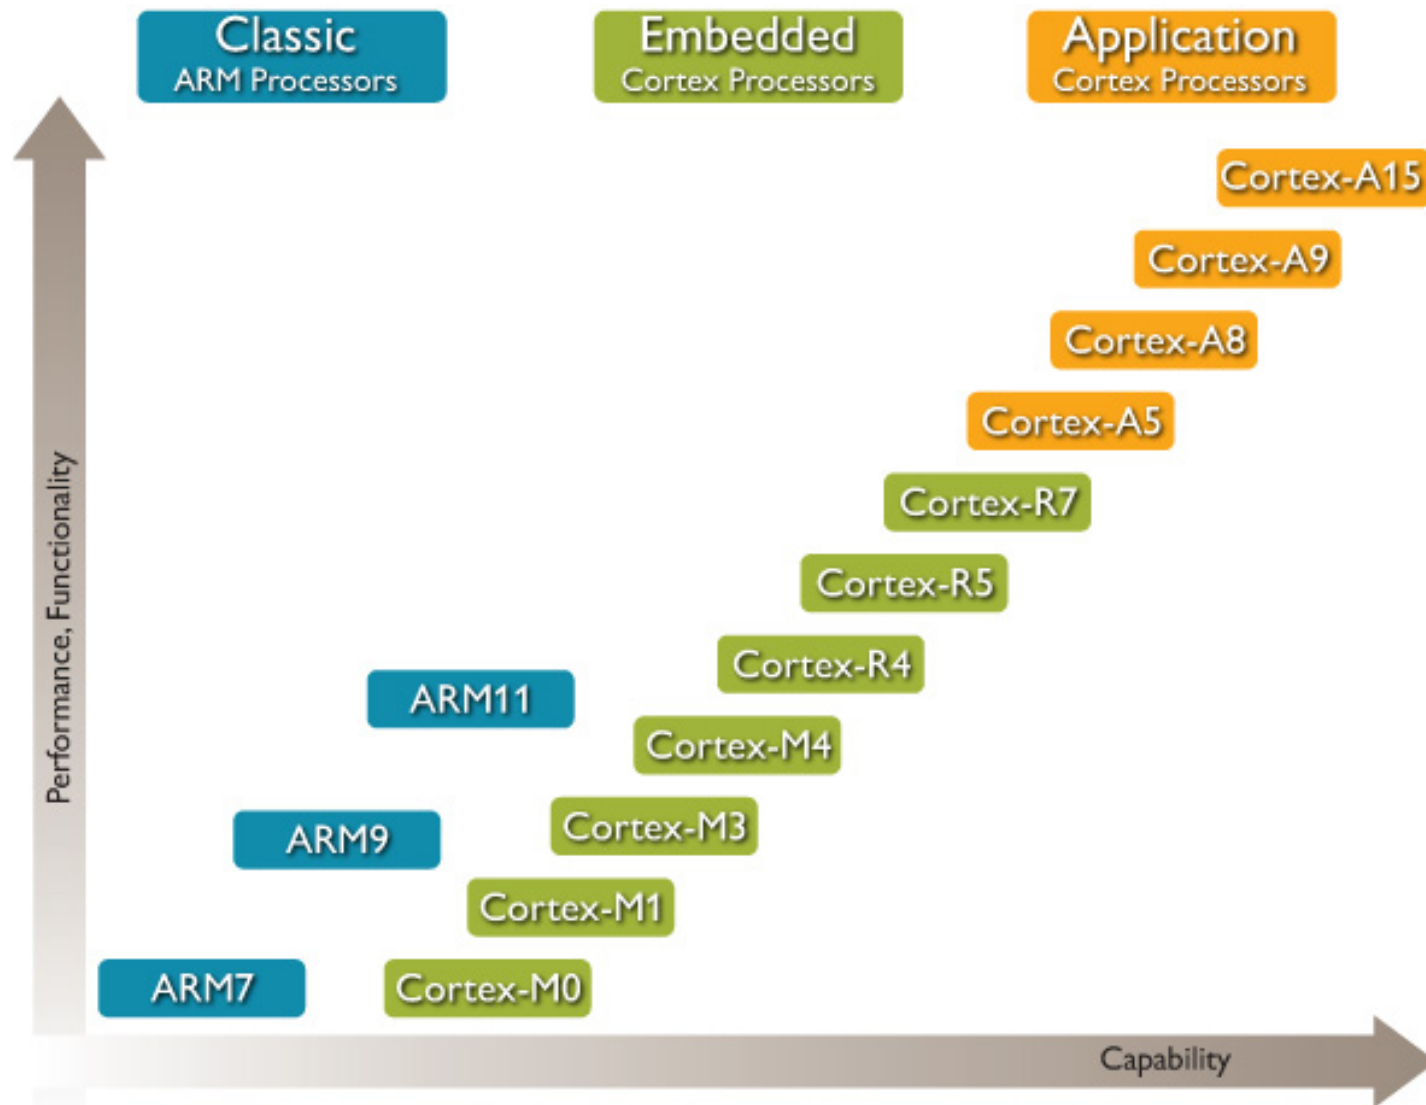 Classic
ARM Processors
Embedded
Cortex Processors
Application
Cortex Processors
Cortex-A15
Cortex-A9
Cortex-A8
Cortex-A5
Cortex-R7
Cortex-R5
Cortex-R4
ARM11
Cortex-M4
Cortex-M3
ARM9
Cortex-M1
ARM7
Cortex-M0
Performance, Functionality
Capability